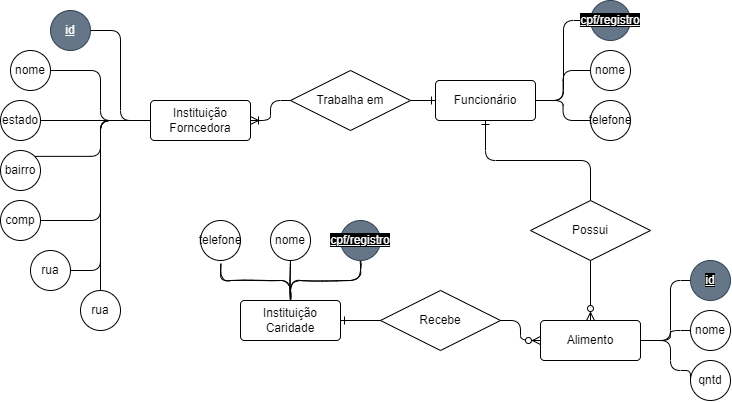 id
cpf/registro
nome
nome
Instituição
Forncedora
Trabalha em
Funcionário
estado
telefone
bairro
comp
telefone
nome
cpf/registro
Possui
rua
id
rua
Instituição
Caridade
Recebe
Alimento
nome
qntd